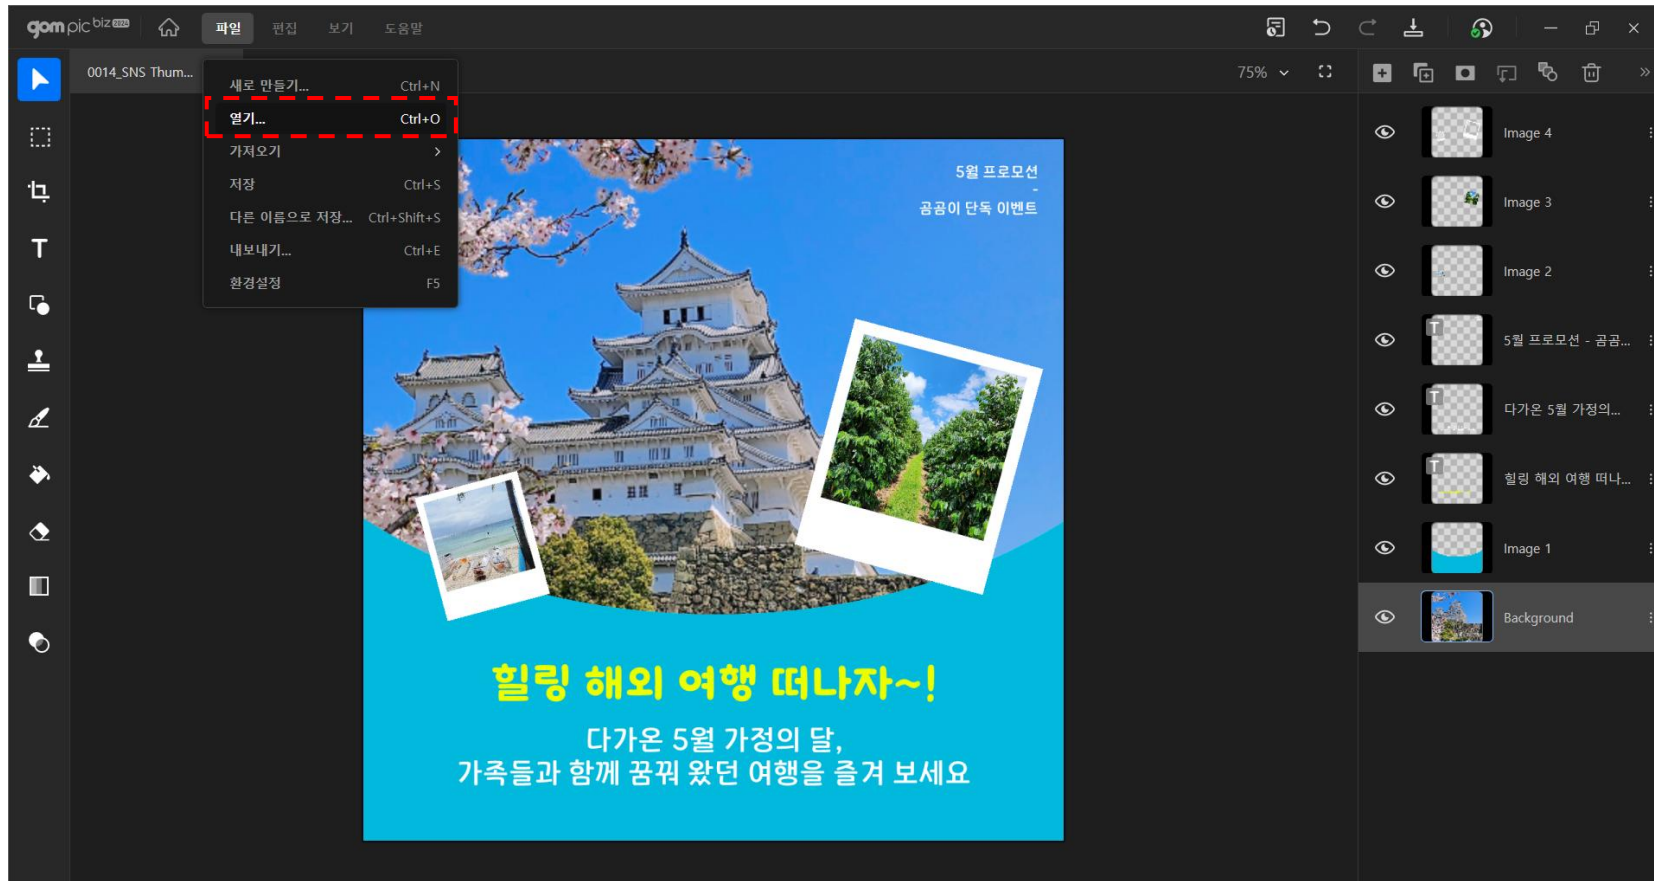 gom pic biz 2024
파일
편집
보기
도움말
0014_SNS Thum...
75%
새로 만들기... Ctrl+N
열기... Ctrl+O
가져오기
저장 Ctrl+S
다른 이름으로 저장... Ctrl+Shift+S
내보내기... Ctrl+E
환경설정 F5
5월 프로모션
-
곰곰이 단독 이벤트
힐링 해외 여행 떠나자~!
다가온 5월 가정의 달,
가족들과 함께 꿈꿔 왔던 여행을 즐겨 보세요
Image 4
Image 3
Image 2
T
5월 프로모션 - 곰곰...
T
다가온 5월 가정의...
T
힐링 해외 여행 떠나...
Image 1
Background